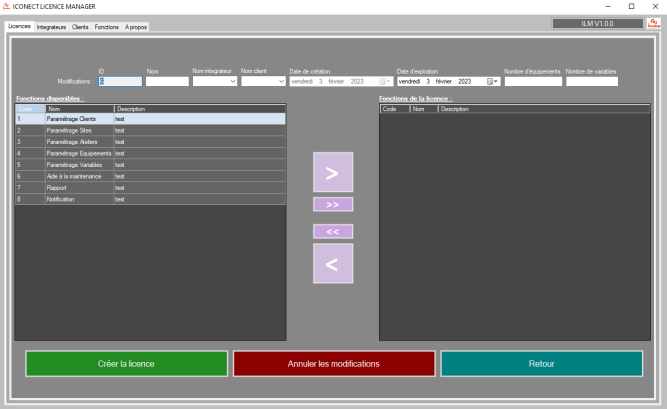 ICONECT LICENCE MANAGER
Licences Integrateurs Clients Fonctions A propos
ILM V1.0.0
ID Nom Nom integrateur Nom client Date de création Date d'expiration Nombre d'équipements Nombre de variables
Modifications : vendredi 3 février 2023 vendredi 3 février 2023
Fonctions disponibles : Fonctions de la licence :
Code Nom Description Code Nom Description
1 Paramétrage Clients test
2 Paramétrage Sites test
3 Paramétrage Ateliers test
4 Paramétrage Equipements test
5 Paramétrage Variables test
6 Aide à la maintenance test
7 Rapport test
8 Notification test
>
>>
<<
<
Créer la licence Annuler les modifications Retour